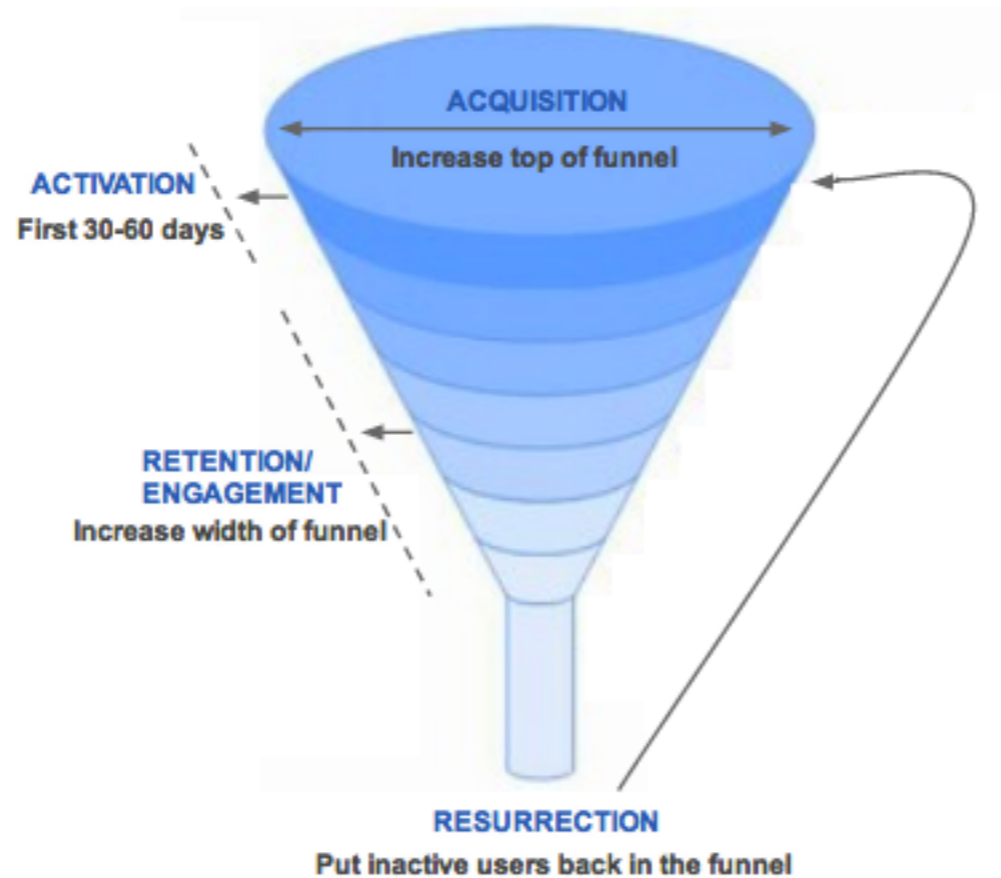 ACQUISITION
Increase top of funnel
ACTIVATION
First 30-60 days
RETENTION/
ENGAGEMENT
Increase width of funnel
RESURRECTION
Put inactive users back in the funnel